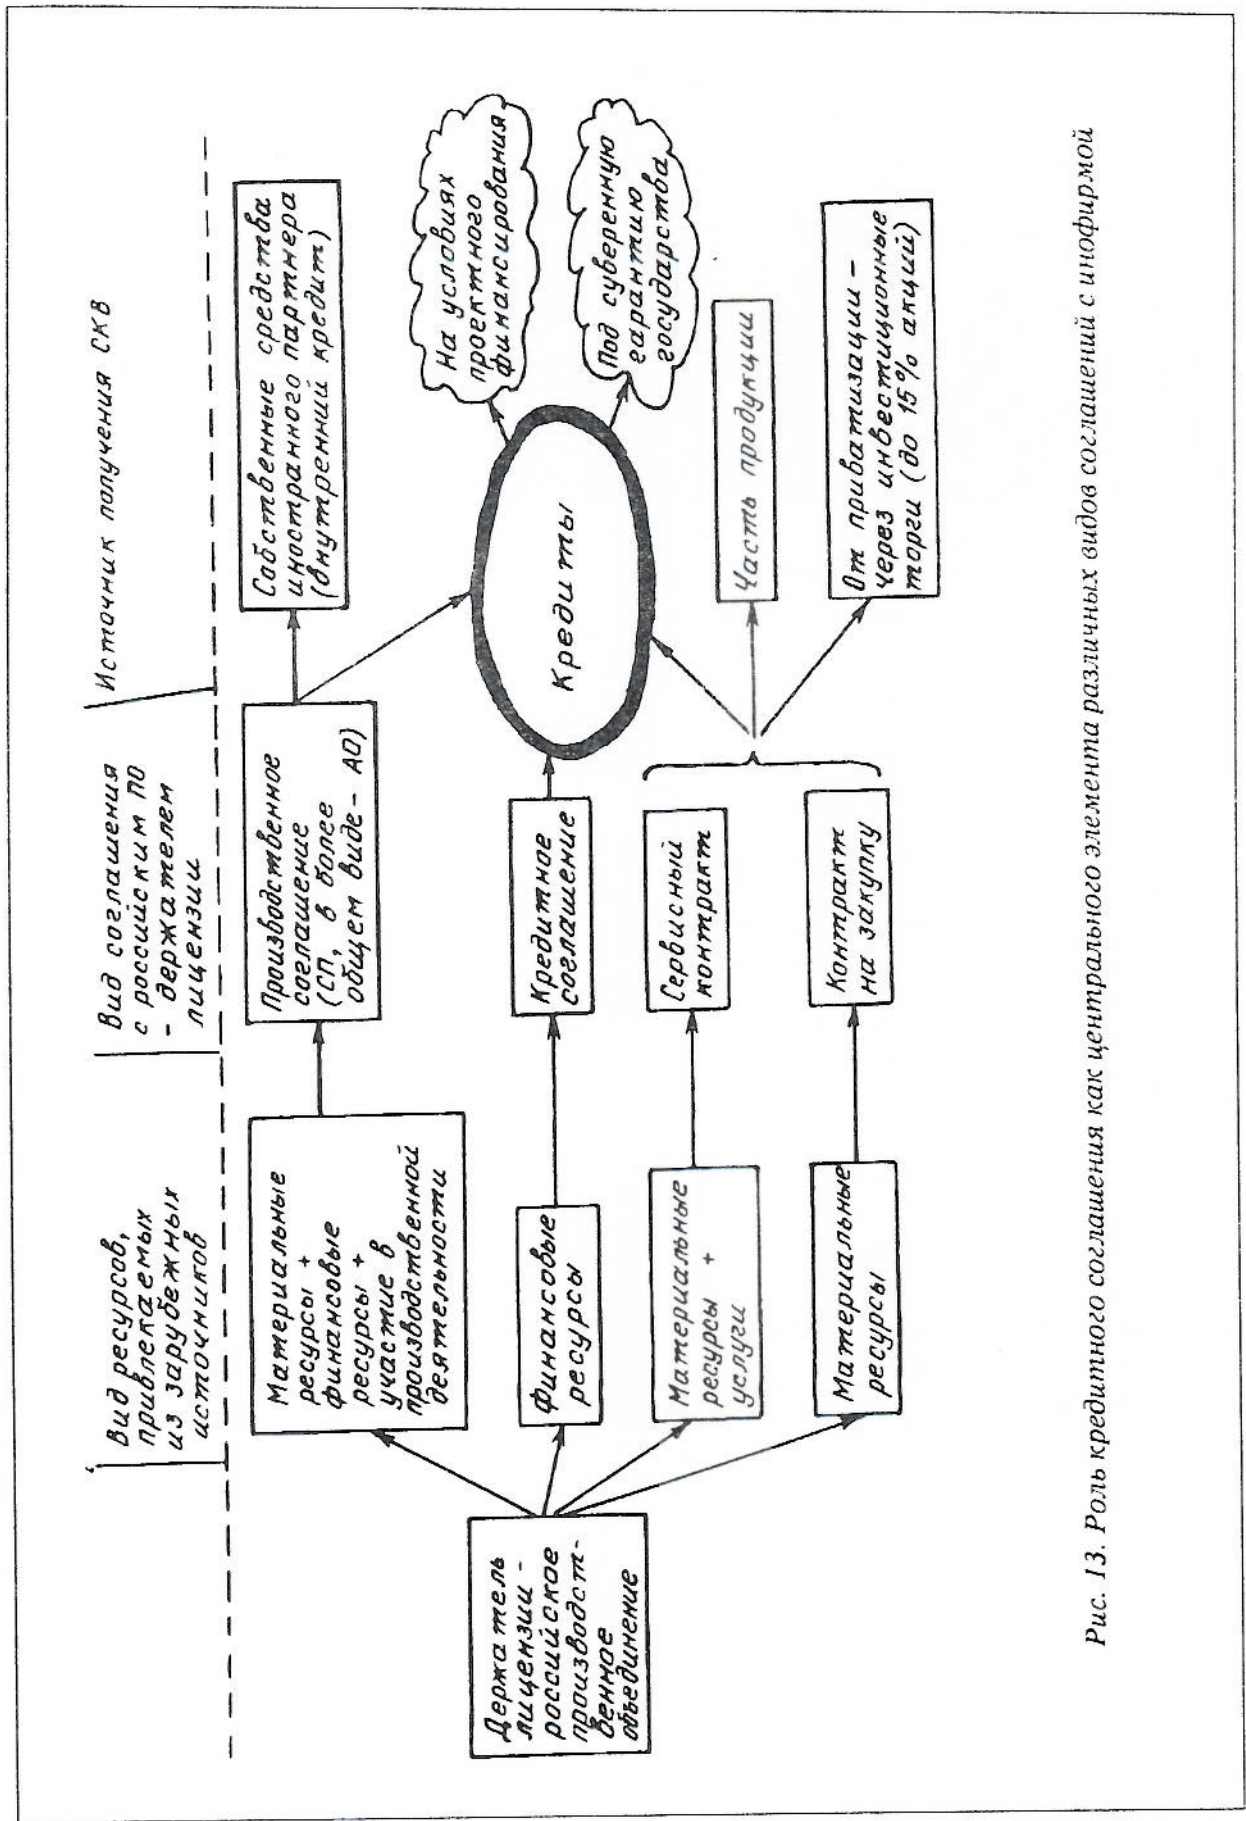 Вид ресурсов,
привлекаемых
из зарубежных
источников
Вид соглашения
с российским ПО
- держателем
лицензии
Источник получения СКВ
Держатель
лицензии -
российское
производст-
венное
объединение
Материальные
ресурсы +
финансовые
ресурсы +
участие в
производственной
деятельности
Производственное
соглашение
(СП, в более
общем виде - АО)
Собственные средства
иностранного партнера
(внутренний кредит)
Финансовые
ресурсы
Кредитное
соглашение
Кредиты
На условиях
проектного
финансирования
Под суверенную
гарантию
государства
Материальные
ресурсы +
услуги
Сервисный
контракт
Часть продукции
Материальные
ресурсы
Контракт
на закупку
От приватизации -
через инвестиционные
торги (до 15% акций)
Рис. 13. Роль кредитного соглашения как центрального элемента различных видов соглашений с инофирмой